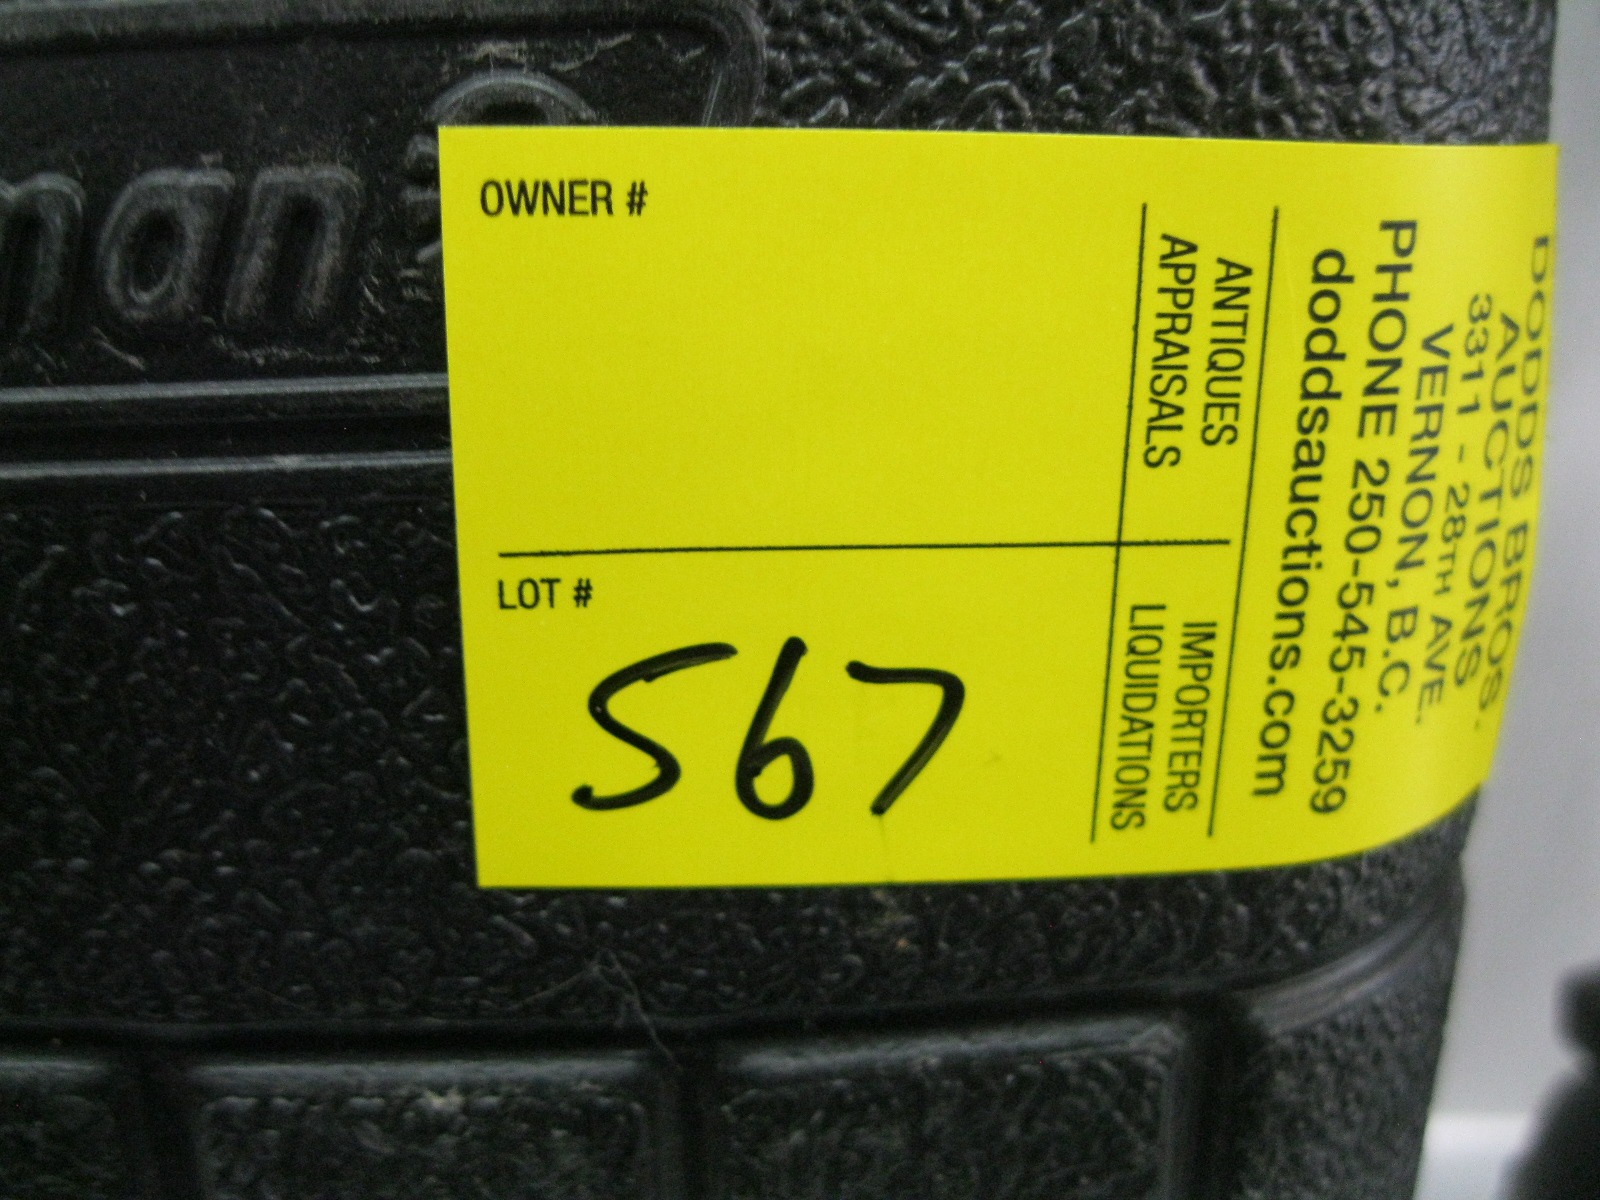 man
OWNER #
LOT #
567
ANTIQUES
APPRAISALS
IMPORTERS
LIQUIDATIONS
DODDS BROS.
AUCTIONS
3311 - 28TH AVE.
VERNON, B.C.
PHONE 250-545-3259
doddsauctions.com